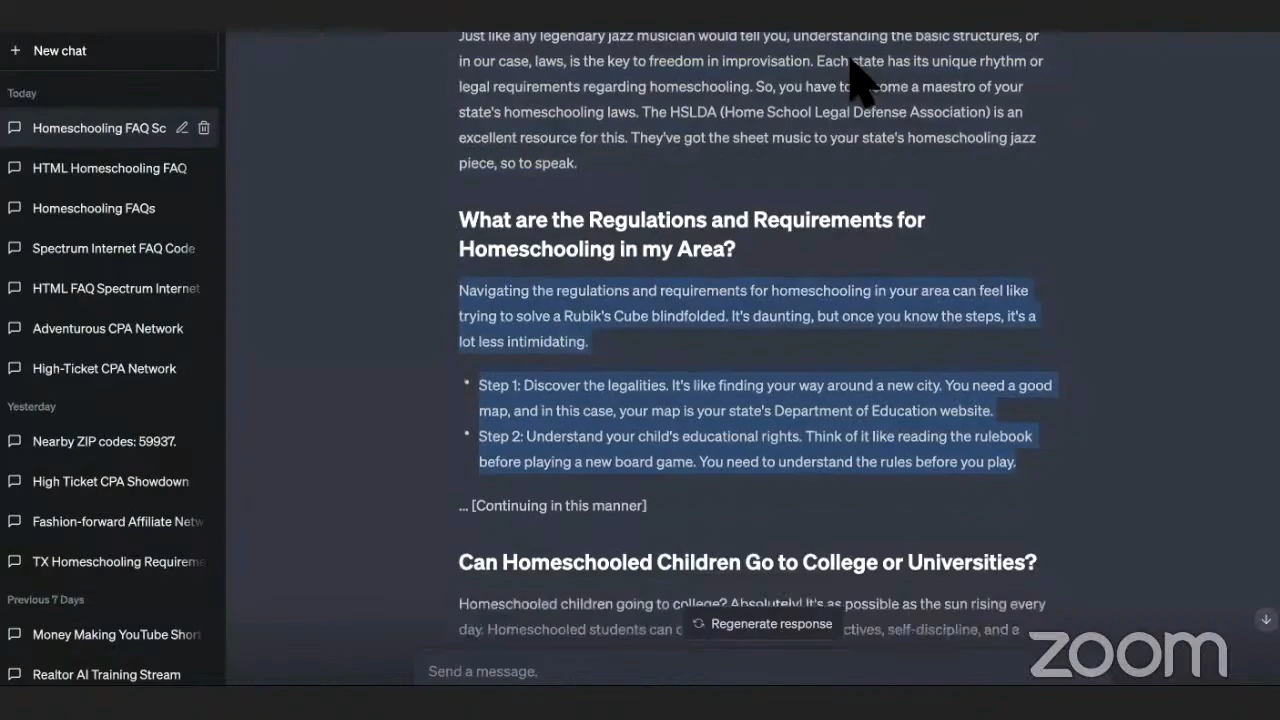 New chat
Today
Homeschooling FAQ Sc
HTML Homeschooling FAQ
Homeschooling FAQs
Spectrum Internet FAQ Code
HTML FAQ Spectrum Internet
Adventurous CPA Network
High-Ticket CPA Network
Yesterday
Nearby ZIP codes: 59937.
High Ticket CPA Showdown
Fashion-forward Affiliate Netw
TX Homeschooling Requireme
Previous 7 Days
Money Making YouTube Short
Realtor AI Training Stream
Just like any legendary jazz musician would tell you, understanding the basic structures, or
in our case, laws, is the key to freedom in improvisation. Each state has its unique rhythm or
legal requirements regarding homeschooling. So, you have to become a maestro of your
state's homeschooling laws. The HSLDA (Home School Legal Defense Association) is an
excellent resource for this. They've got the sheet music to your state's homeschooling jazz
piece, so to speak.
What are the Regulations and Requirements for
Homeschooling in my Area?
Navigating the regulations and requirements for homeschooling in your area can feel like
trying to solve a Rubik's Cube blindfolded. It's daunting, but once you know the steps, it's a
lot less intimidating.
• Step 1: Discover the legalities. It's like finding your way around a new city. You need a good
map, and in this case, your map is your state's Department of Education website.
• Step 2: Understand your child's educational rights. Think of it like reading the rulebook
before playing a new board game. You need to understand the rules before you play.
... [Continuing in this manner]
Can Homeschooled Children Go to College or Universities?
Homeschooled children going to college? Absolutely! It's as possible as the sun rising every
day. Homeschooled students can ctives, self-discipline, and a
Regenerate response
Send a message.
zoom